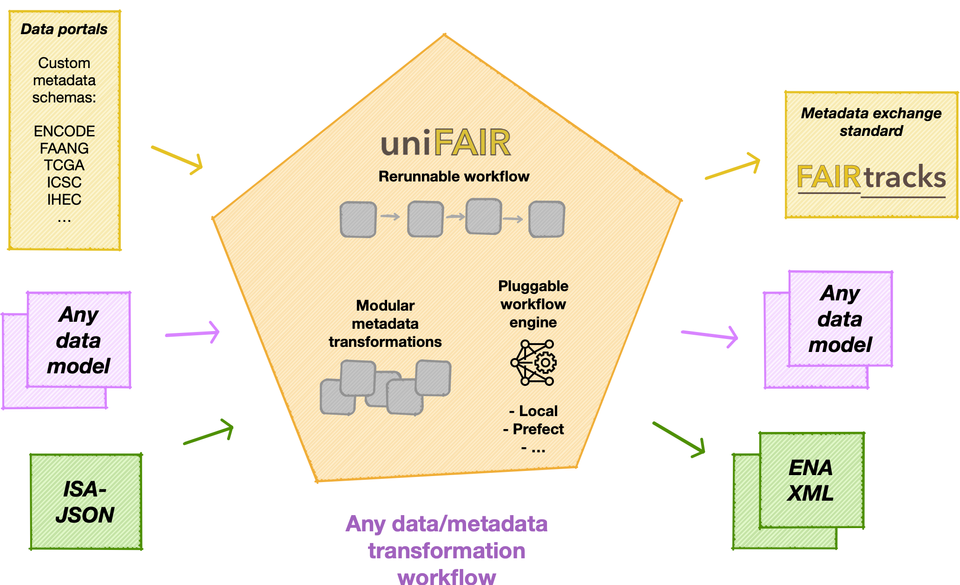 Data portals
Custom
metadata
schemas:
ENCODE
FAANG
TCGA
ICSC
IHEC
...
Any
data
model
ISA-
JSON
uniFAIR
Rerunnable workflow
Modular
metadata
transformations
Pluggable
workflow
engine
- Local
- Prefect
- ...
Any data/metadata
transformation
workflow
Metadata exchange
standard
FAIRtracks
Any
data
model
ENA
XML